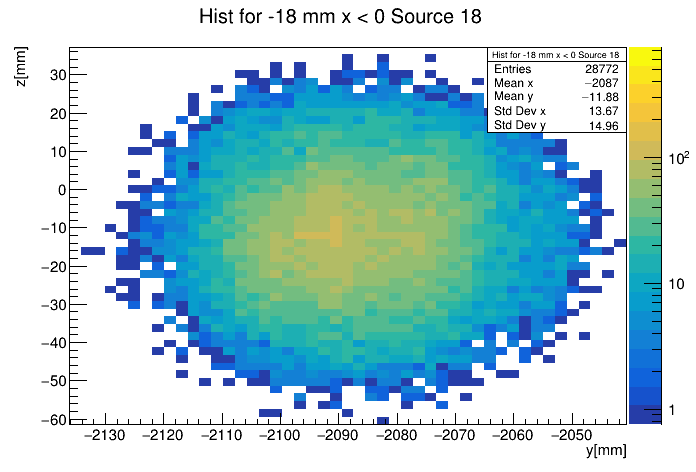 Hist for -18 mm x < 0 Source 18
z[mm]
Hist for -18 mm x < 0 Source 18
Entries 28772
Mean x −2087
Mean y −11.88
Std Dev x 13.67
Std Dev y 14.96
30
20
10
0
−10
−20
−30
−40
−50
−60
10²
10
1
−2130 −2120 −2110 −2100 −2090 −2080 −2070 −2060 −2050
y[mm]